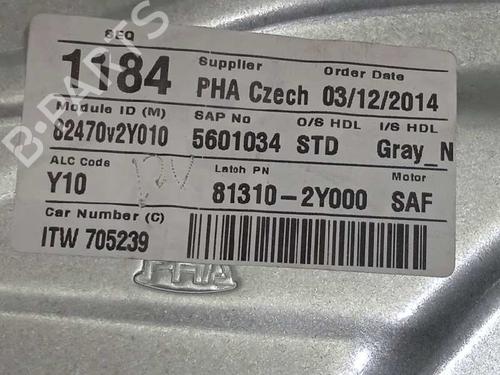 SEQ
1184
Supplier
PHA Czech
Order Date
03/12/2014
Module ID (M)
82470v2Y010
SAP No
5601034
O/S HDL
STD
I/S HDL
Gray_N
ALC Code
Y10
Latch PN
81310-2Y000
Motor
SAF
Car Number (C)
ITW 705239
PHA
B-PARTS